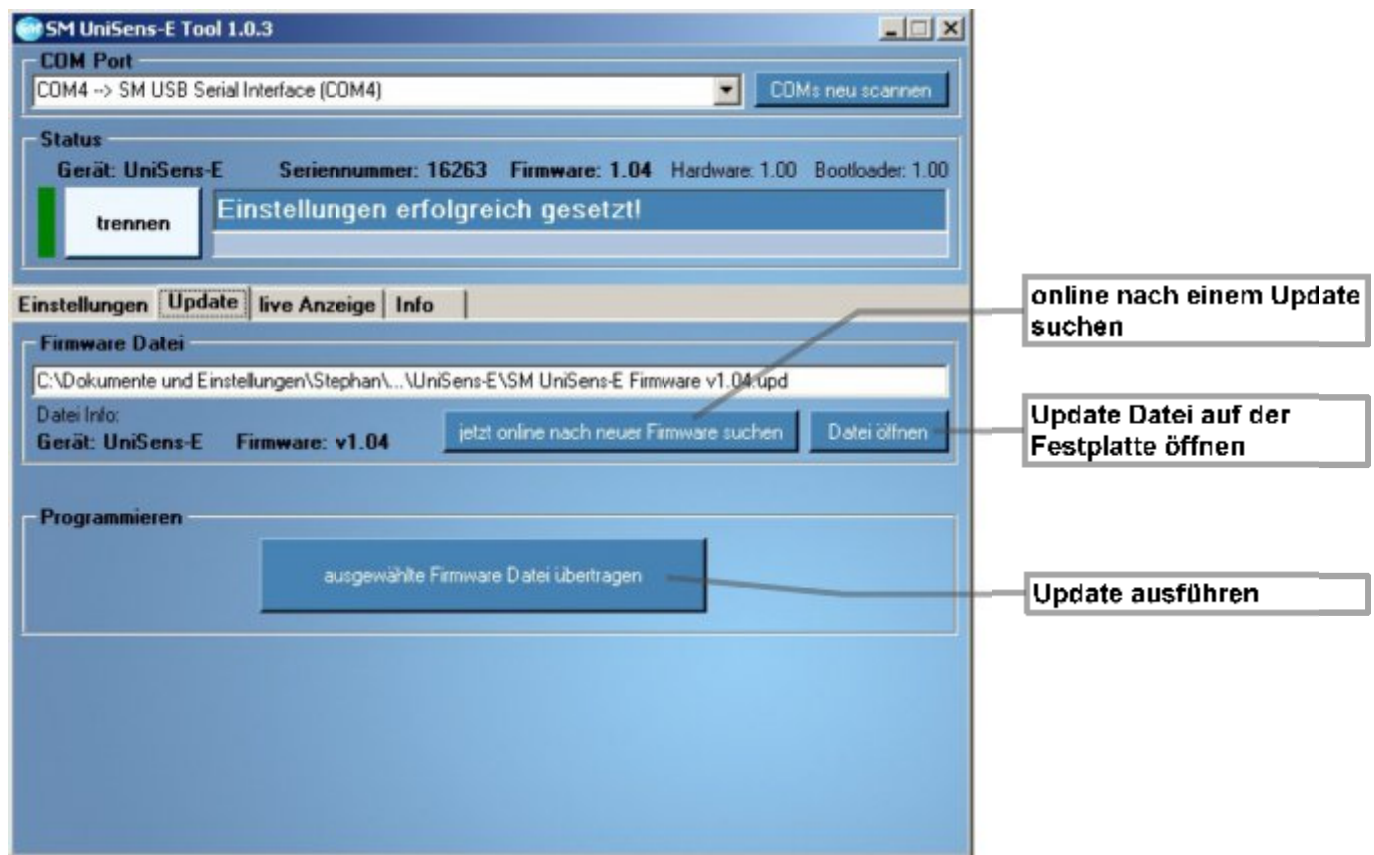 SM UniSens-E Tool 1.0.3
COM Port
COM4 --> SM USB Serial Interface (COM4)
COMs neu scannen
Status
Gerät: UniSens-E Seriennummer: 16263 Firmware: 1.04 Hardware: 1.00 Bootloader: 1.00
trennen
Einstellungen erfolgreich gesetzt!
Einstellungen Update live Anzeige Info
Firmware Datei
C:\Dokumente und Einstellungen\Stephan\...\UniSens-E\SM UniSens-E Firmware v1.04.upd
Datei Info:
Gerät: UniSens-E Firmware: v1.04
jetzt online nach neuer Firmware suchen
Datei öffnen
Programmieren
ausgewählte Firmware Datei übertragen
online nach einem Update
suchen
Update Datei auf der
Festplatte öffnen
Update ausführen